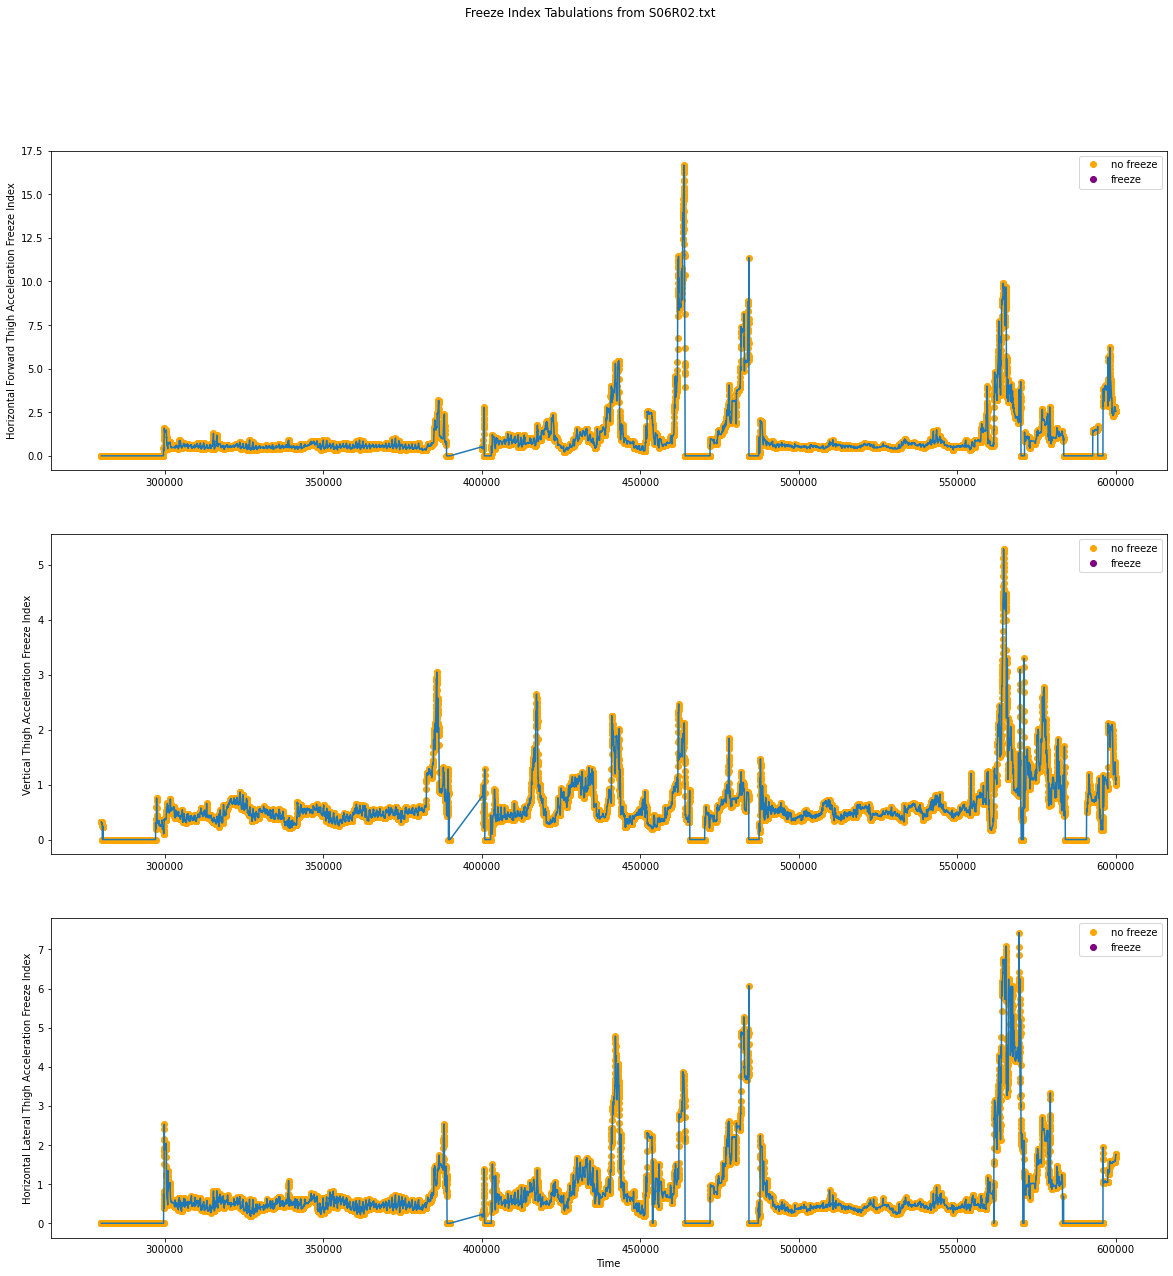 Freeze Index Tabulations from S06R02.txt
Horizontal Forward Thigh Acceleration Freeze Index
17.5
15.0
12.5
10.0
7.5
5.0
2.5
0.0
no freeze
freeze
300000 350000 400000 450000 500000 550000 600000
Vertical Thigh Acceleration Freeze Index
5
4
3
2
1
0
no freeze
freeze
300000 350000 400000 450000 500000 550000 600000
Horizontal Lateral Thigh Acceleration Freeze Index
7
6
5
4
3
2
1
0
no freeze
freeze
300000 350000 400000 450000 500000 550000 600000
Time